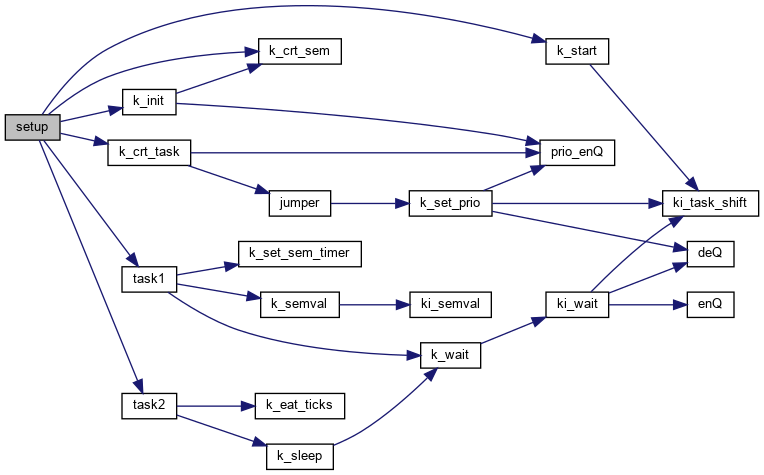 setup
k_crt_sem
k_start
k_init
k_crt_task
prio_enQ
jumper
k_set_prio
ki_task_shift
k_set_sem_timer
deQ
task1
k_semval
ki_semval
ki_wait
enQ
k_wait
task2
k_eat_ticks
k_sleep